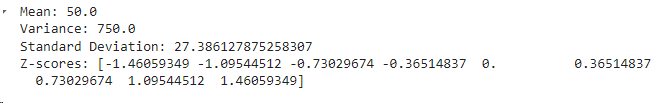 Mean: 50.0
Variance: 750.0
Standard Deviation: 27.386127875258307
Z-scores: [-1.46059349 -1.09544512 -0.73029674 -0.36514837  0.          0.36514837
  0.73029674  1.09544512  1.46059349]